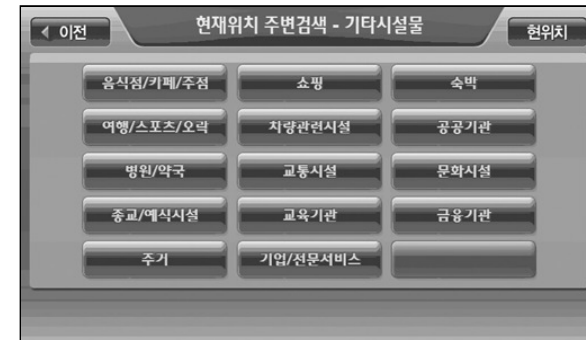 이전 현재위치 주변검색 - 기타시설물 현위치
음식점/카페/주점 쇼핑 숙박
여행/스포츠/오락 차량관련시설 공공기관
병원/약국 교통시설 문화시설
종교/예식시설 교육기관 금융기관
주거 기업/전문서비스